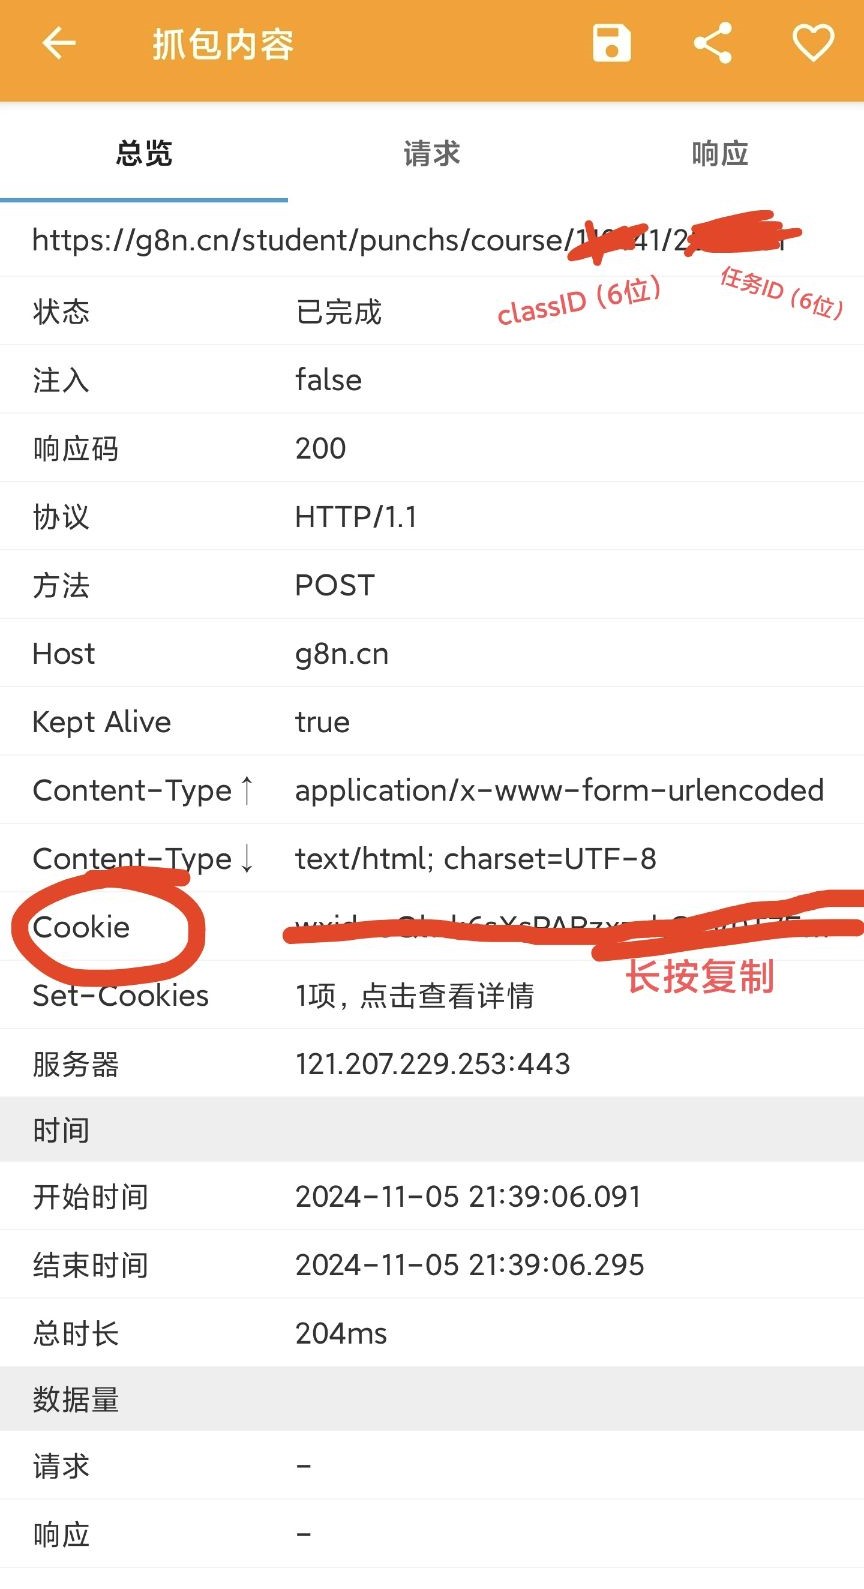 抓包内容
总览 请求 响应
https://g8n.cn/student/punchs/course/
classID（6位） 任务ID（6位）
状态 已完成
注入 false
响应码 200
协议 HTTP/1.1
方法 POST
Host g8n.cn
Kept Alive true
Content-Type ↑ application/x-www-form-urlencoded
Content-Type ↓ text/html; charset=UTF-8
Cookie
长按复制
Set-Cookies 1项, 点击查看详情
服务器 121.207.229.253:443
时间
开始时间 2024-11-05 21:39:06.091
结束时间 2024-11-05 21:39:06.295
总时长 204ms
数据量
请求 -
响应 -